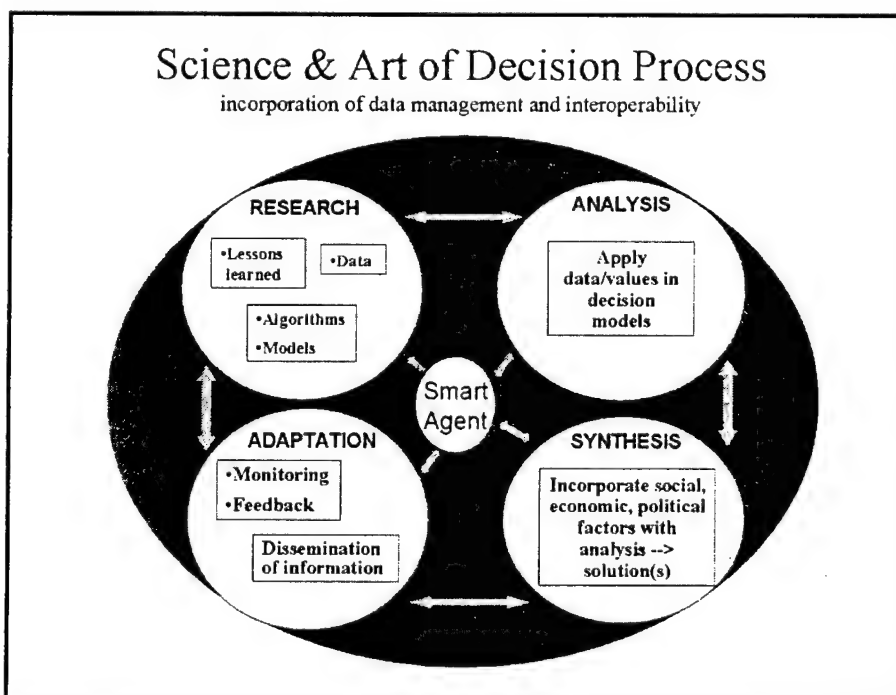 Science & Art of Decision Process
incorporation of data management and interoperability
RESEARCH
•Lessons
learned
•Data
•Algorithms
•Models
ANALYSIS
Apply
data/values in
decision
models
Smart
Agent
ADAPTATION
•Monitoring
•Feedback
Dissemination
of information
SYNTHESIS
Incorporate social,
economic, political
factors with
analysis -->
solution(s)